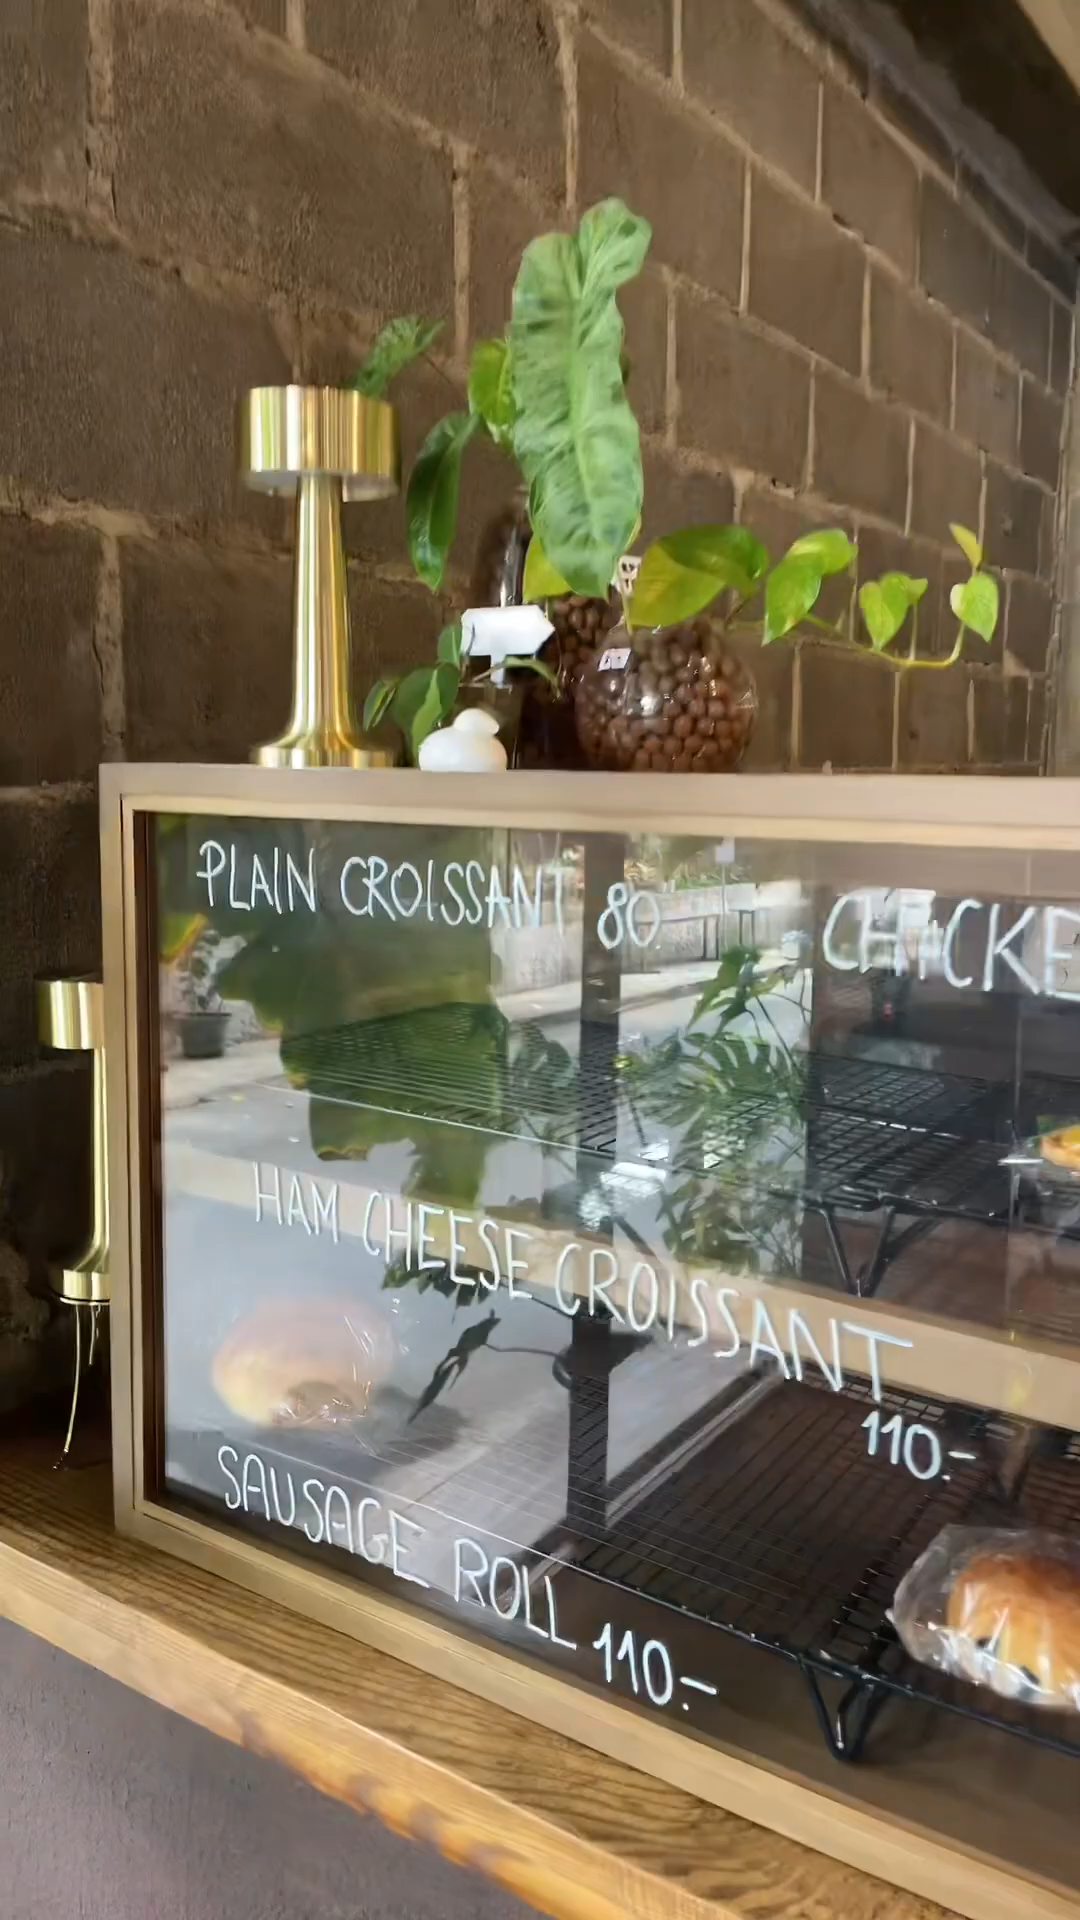 PLAIN CROISSANT 80
HAM CHEESE CROISSANT
110.-
SAUSAGE ROLL 110.-